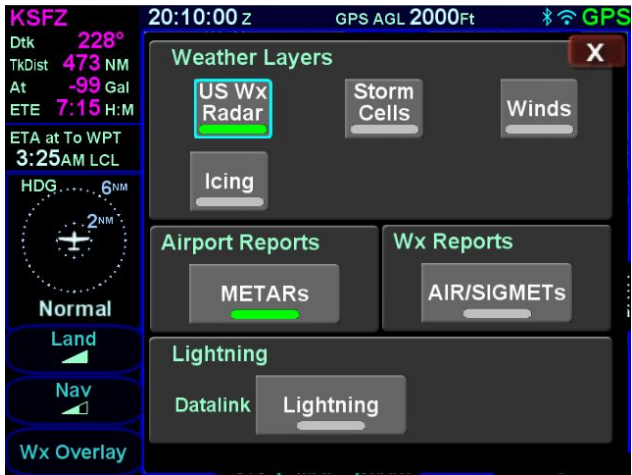 KSFZ
20:10:00 Z
GPS AGL 2000Ft
GPS
Dtk 228°
TkDist 473 NM
At -99 Gal
ETE 7:15 H:M
ETA at To WPT
3:25AM LCL
HDG
6NM
2NM
Normal
Land
Nav
Wx Overlay
Weather Layers
X
US Wx
Radar
Storm
Cells
Winds
Icing
Airport Reports
METARs
Wx Reports
AIR/SIGMETs
Lightning
Datalink
Lightning